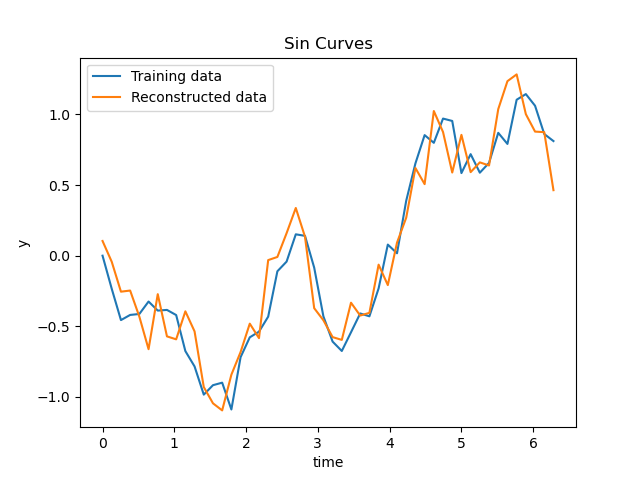 Sin Curves
Training data
Reconstructed data
1.0
0.5
0.0
−0.5
−1.0
y
0 1 2 3 4 5 6
time